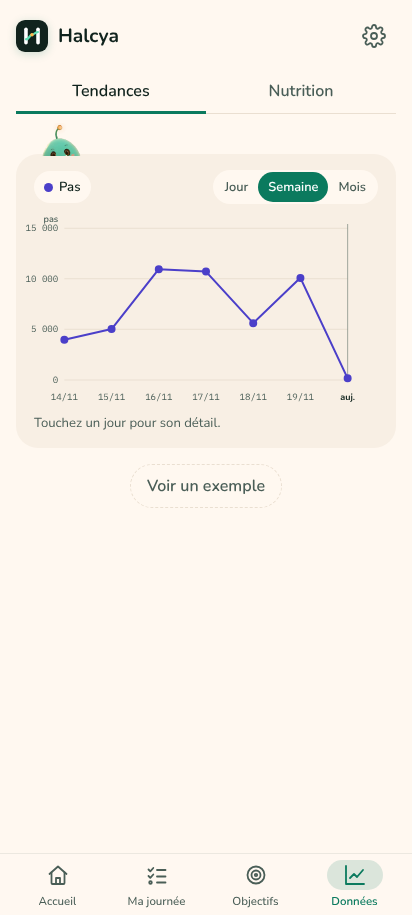 Halcya
Tendances Nutrition
Pas Jour Semaine Mois
pas
15 000
10 000
5 000
0
14/11 15/11 16/11 17/11 18/11 19/11 auj.
Touchez un jour pour son détail.
Voir un exemple
Accueil Ma journée Objectifs Données